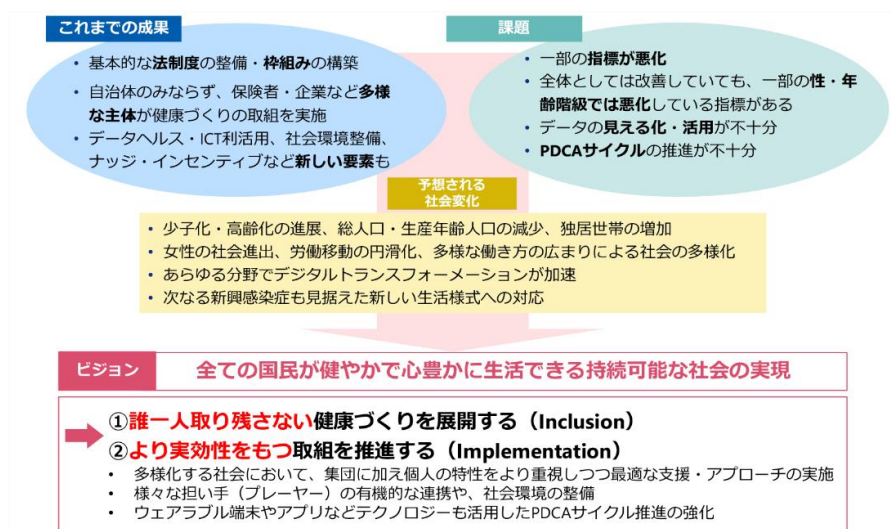 これまでの成果
・ 基本的な法制度の整備・枠組みの構築
・ 自治体のみならず、保険者・企業など多様
な主体が健康づくりの取組を実施
・ データヘルス・ICT利活用、社会環境整備、
ナッジ・インセンティブなど新しい要素も
課題
・ 一部の指標が悪化
・ 全体としては改善していても、一部の性・年
齢階級では悪化している指標がある
・ データの見える化・活用が不十分
・ PDCAサイクルの推進が不十分
予想される
社会変化
・ 少子化・高齢化の進展、総人口・生産年齢人口の減少、独居世帯の増加
・ 女性の社会進出、労働移動の円滑化、多様な働き方の広まりによる社会の多様化
・ あらゆる分野でデジタルトランスフォーメーションが加速
・ 次なる新興感染症も見据えた新しい生活様式への対応
ビジョン
全ての国民が健やかで心豊かに生活できる持続可能な社会の実現
①誰一人取り残さない健康づくりを展開する（Inclusion）
②より実効性をもつ取組を推進する（Implementation）
・ 多様化する社会において、集団に加え個人の特性をより重視しつつ最適な支援・アプローチの実施
・ 様々な担い手（プレーヤー）の有機的な連携や、社会環境の整備
・ ウェアラブル端末やアプリなどテクノロジーも活用したPDCAサイクル推進の強化